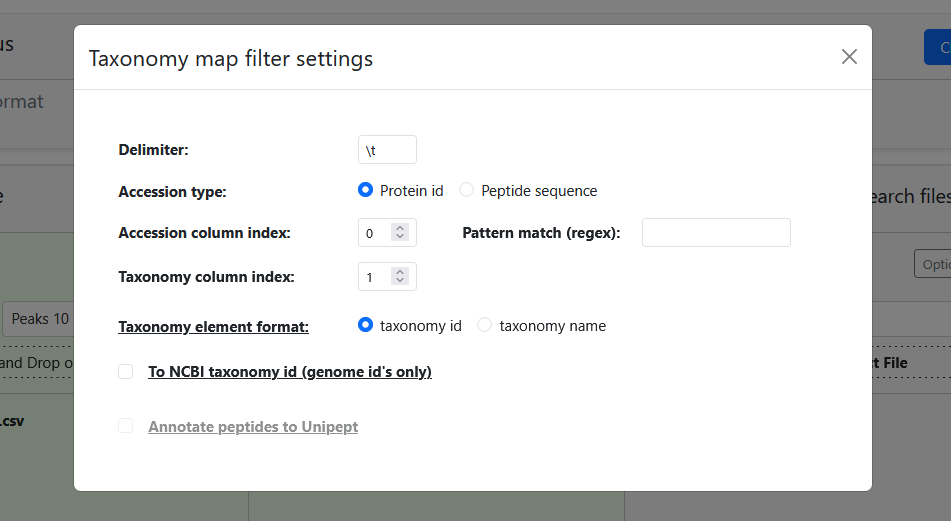 us
Taxonomy map filter settings
C
ormat
Delimiter: \t
Accession type: Protein id Peptide sequence
e
earch files
Accession column index: 0 Pattern match (regex):
Taxonomy column index: 1
Optio
Peaks 10
Taxonomy element format: taxonomy id taxonomy name
and Drop o
To NCBI taxonomy id (genome id's only)
t File
.csv
Annotate peptides to Unipept